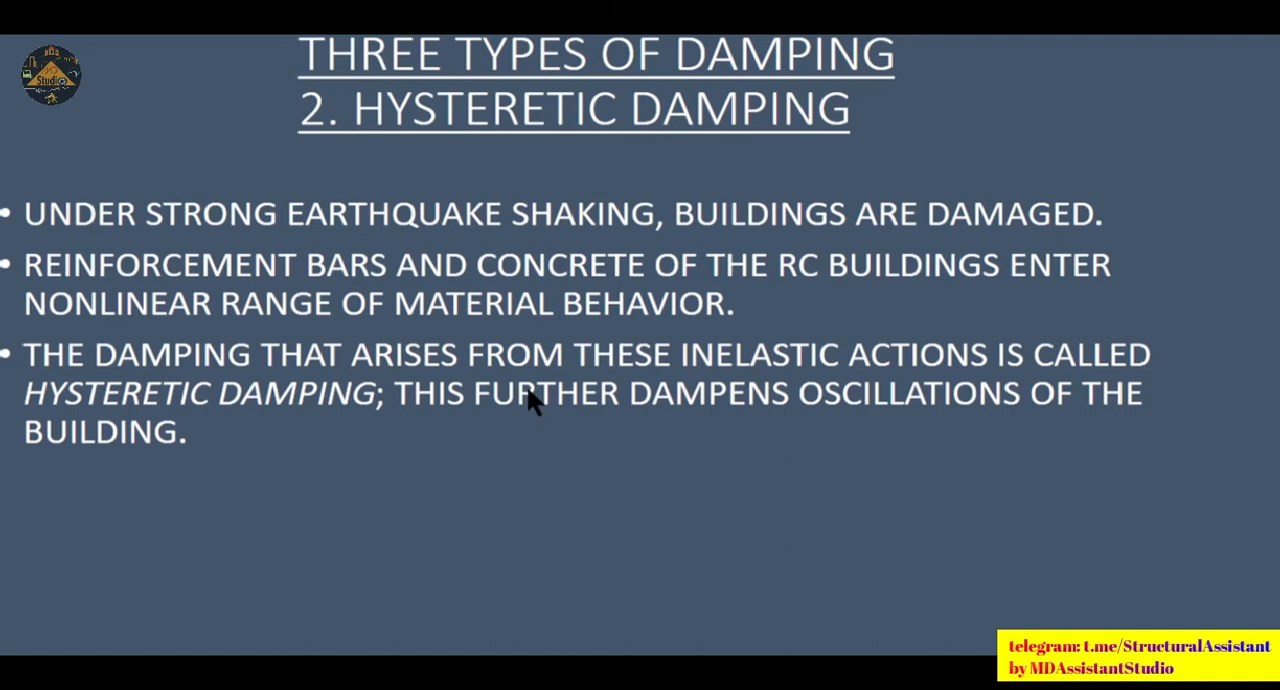 THREE TYPES OF DAMPING
2. HYSTERETIC DAMPING
Studio
• UNDER STRONG EARTHQUAKE SHAKING, BUILDINGS ARE DAMAGED.
• REINFORCEMENT BARS AND CONCRETE OF THE RC BUILDINGS ENTER
NONLINEAR RANGE OF MATERIAL BEHAVIOR.
• THE DAMPING THAT ARISES FROM THESE INELASTIC ACTIONS IS CALLED
HYSTERETIC DAMPING; THIS FURTHER DAMPENS OSCILLATIONS OF THE
BUILDING.
telegram: t.me/StructuralAssistant
by MDAssistantStudio